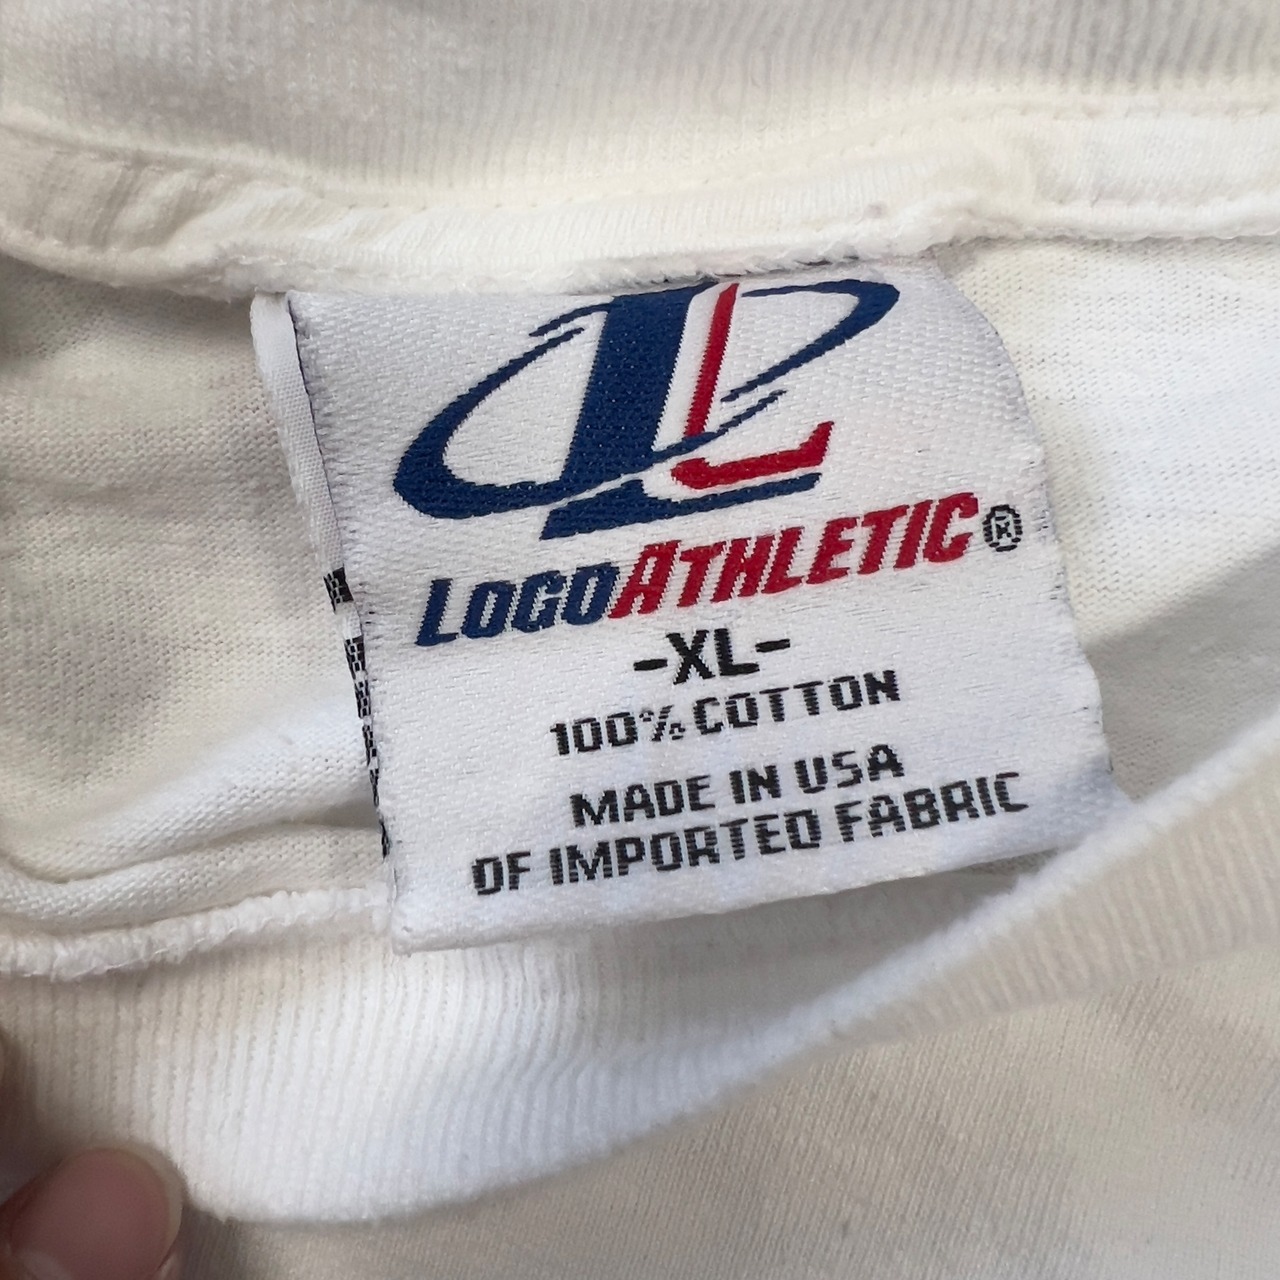 L
LOGOATHLETIC®
-XL-
100% COTTON
MADE IN USA
OF IMPORTED FABRIC